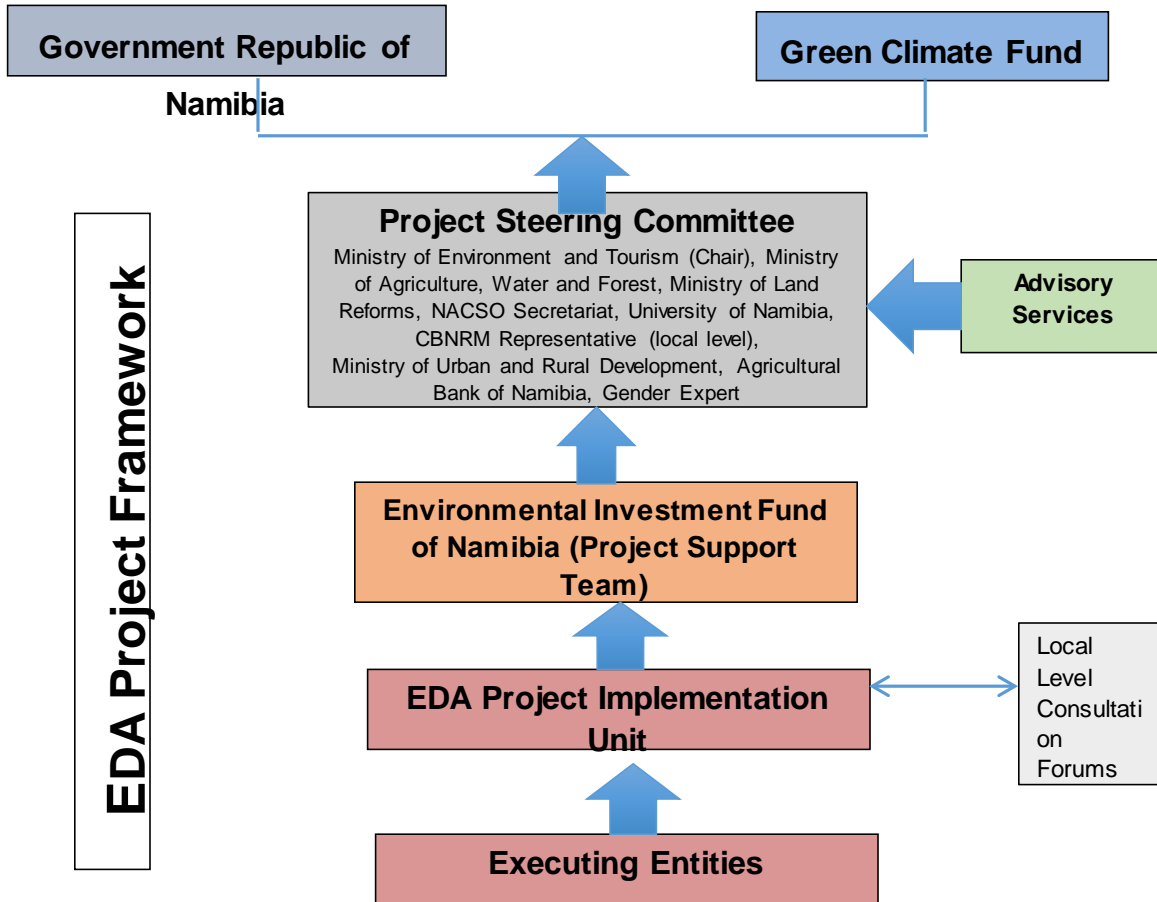 Government Republic of
Namibia
Green Climate Fund
EDA Project Framework
Project Steering Committee
Ministry of Environment and Tourism (Chair), Ministry
of Agriculture, Water and Forest, Ministry of Land
Reforms, NACSO Secretariat, University of Namibia,
CBNRM Representative (local level),
Ministry of Urban and Rural Development, Agricultural
Bank of Namibia, Gender Expert
Advisory
Services
Environmental Investment Fund
of Namibia (Project Support
Team)
EDA Project Implementation
Unit
Local
Level
Consultati
on
Forums
Executing Entities